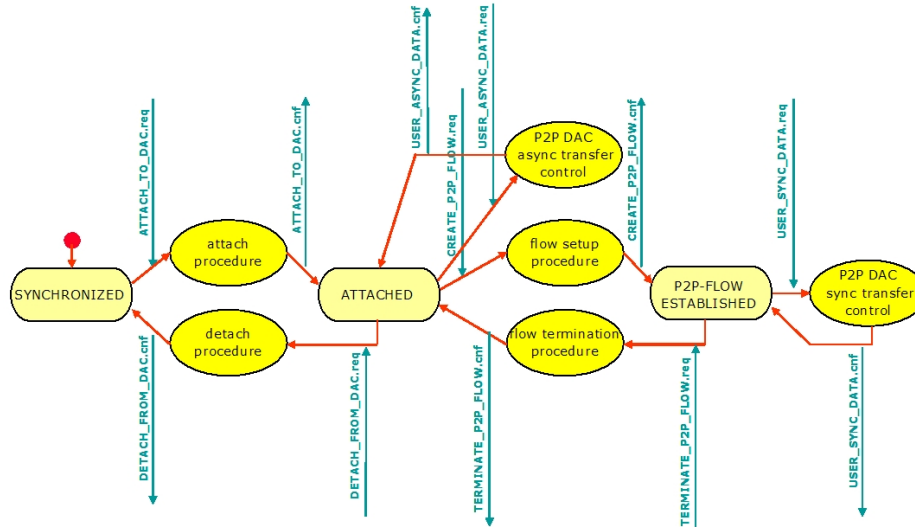 USER_ASYNC_DATA.cnf
USER_ASYNC_DATA.req
ATTACH_TO_DAC.req
ATTACH_TO_DAC.cnf
CREATE_P2P_FLOW.req
CREATE_P2P_FLOW.cnf
USER_SYNC_DATA.req
P2P DAC
async transfer
control
attach
procedure
flow setup
procedure
SYNCHRONIZED
ATTACHED
P2P-FLOW
ESTABLISHED
P2P DAC
sync transfer
control
detach
procedure
flow termination
procedure
DETACH_FROM_DAC.cnf
DETACH_FROM_DAC.req
TERMINATE_P2P_FLOW.cnf
TERMINATE_P2P_FLOW.req
USER_SYNC_DATA.cnf